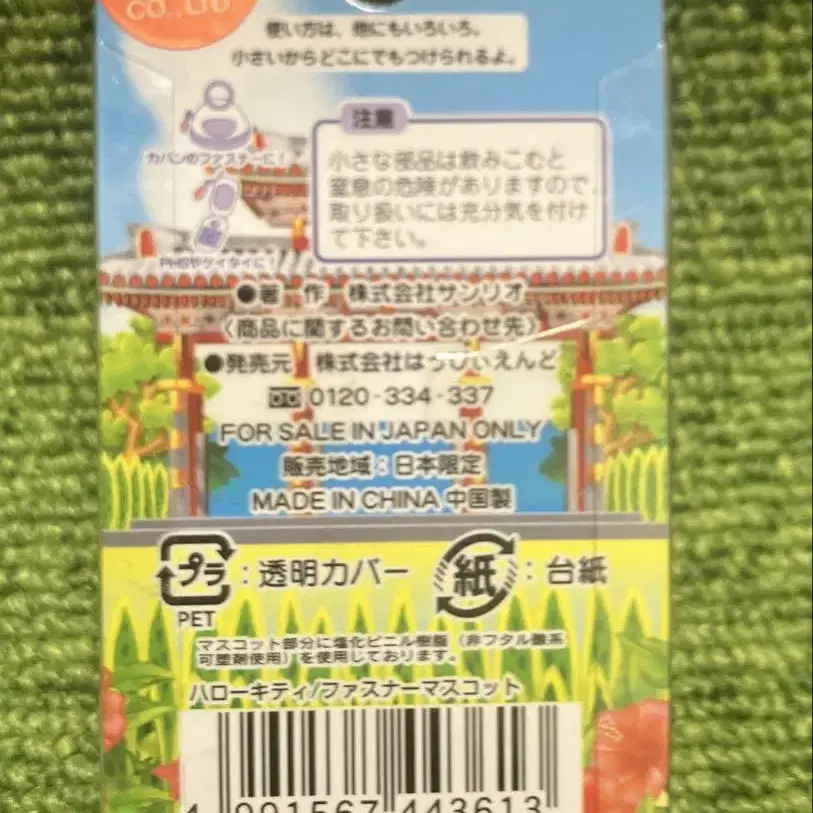 CO., LTD
使い方は、他にもいろいろ。
小さいからどこにでもつけられるよ。
注意
カバンのファスナーに!
小さな部品は飲みこむと
窒息の危険がありますので、
取り扱いには充分気を付け
て下さい。
PHSやケイタイに!
●著 作 株式会社サンリオ
〈商品に関するお問い合わせ先〉
●発売元 株式会社はっぴぃえんど
0120-334-337
FOR SALE IN JAPAN ONLY
販売地域:日本限定
MADE IN CHINA 中国製
プラ:透明カバー 紙:台紙
PET
マスコット部分に塩化ビニル樹脂(非フタル酸系
可塑剤使用)を使用しております。
ハローキティ/ファスナーマスコット
4 991567 443613